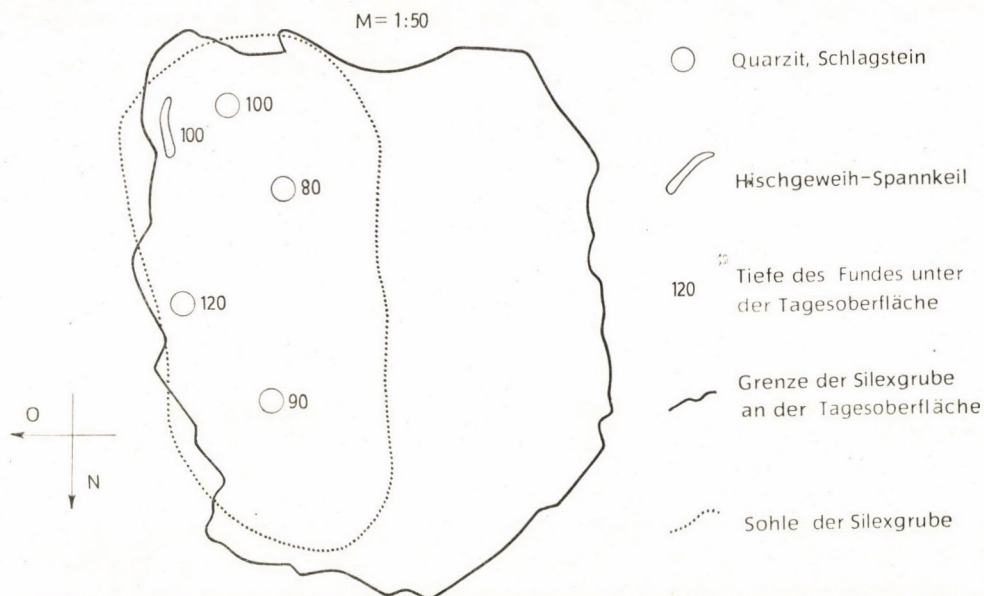 M= 1:50
100
100
80
120
90
O
N
Quarzit, Schlagstein
Hischgeweih-Spannkeil
120
Tiefe des Fundes unter
der Tagesoberfläche
Grenze der Silexgrube
an der Tagesoberfläche
Sohle der Silexgrube